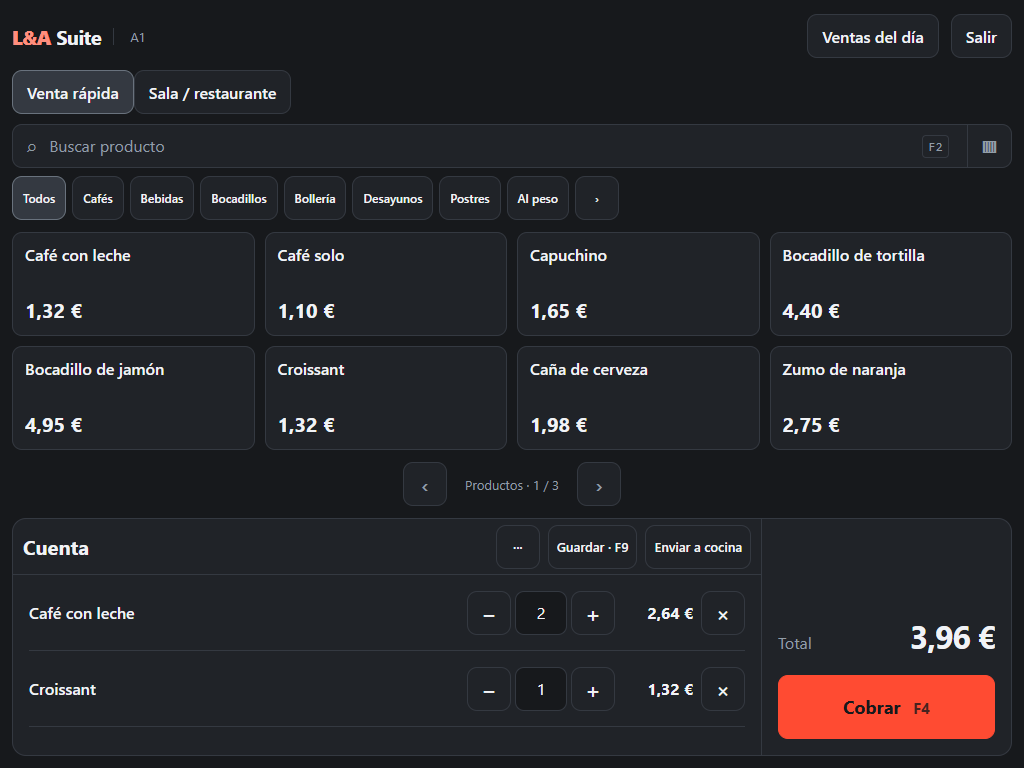 L&A Suite A1 Ventas del día Salir
Venta rápida Sala / restaurante
Buscar producto F2
Todos Cafés Bebidas Bocadillos Bollería Desayunos Postres Al peso ›
Café con leche Café solo Capuchino Bocadillo de tortilla
1,32 € 1,10 € 1,65 € 4,40 €
Bocadillo de jamón Croissant Caña de cerveza Zumo de naranja
4,95 € 1,32 € 1,98 € 2,75 €
‹ Productos · 1 / 3 ›
Cuenta ··· Guardar · F9 Enviar a cocina
Café con leche − 2 + 2,64 € ×
Total 3,96 €
Croissant − 1 + 1,32 € ×
Cobrar F4